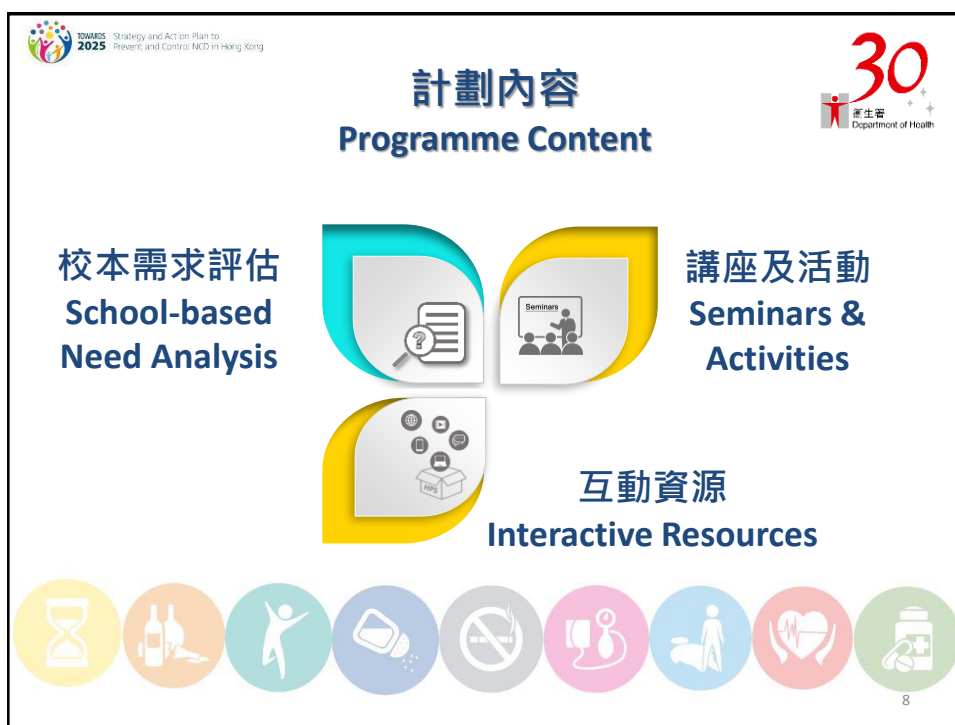 TOWARDS
2025
Strategy and Action Plan to
Prevent and Control NCD in Hong Kong
30
衞生署
Department of Health
計劃內容
Programme Content
校本需求評估
School-based
Need Analysis
?
Seminars
講座及活動
Seminars &
Activities
HPS
互動資源
Interactive Resources
8